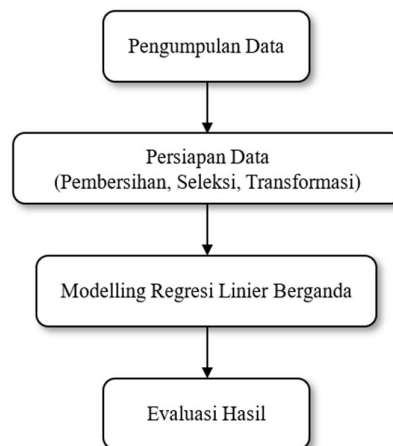 Pengumpulan Data
Persiapan Data
(Pembersihan, Seleksi, Transformasi)
Modelling Regresi Linier Berganda
Evaluasi Hasil